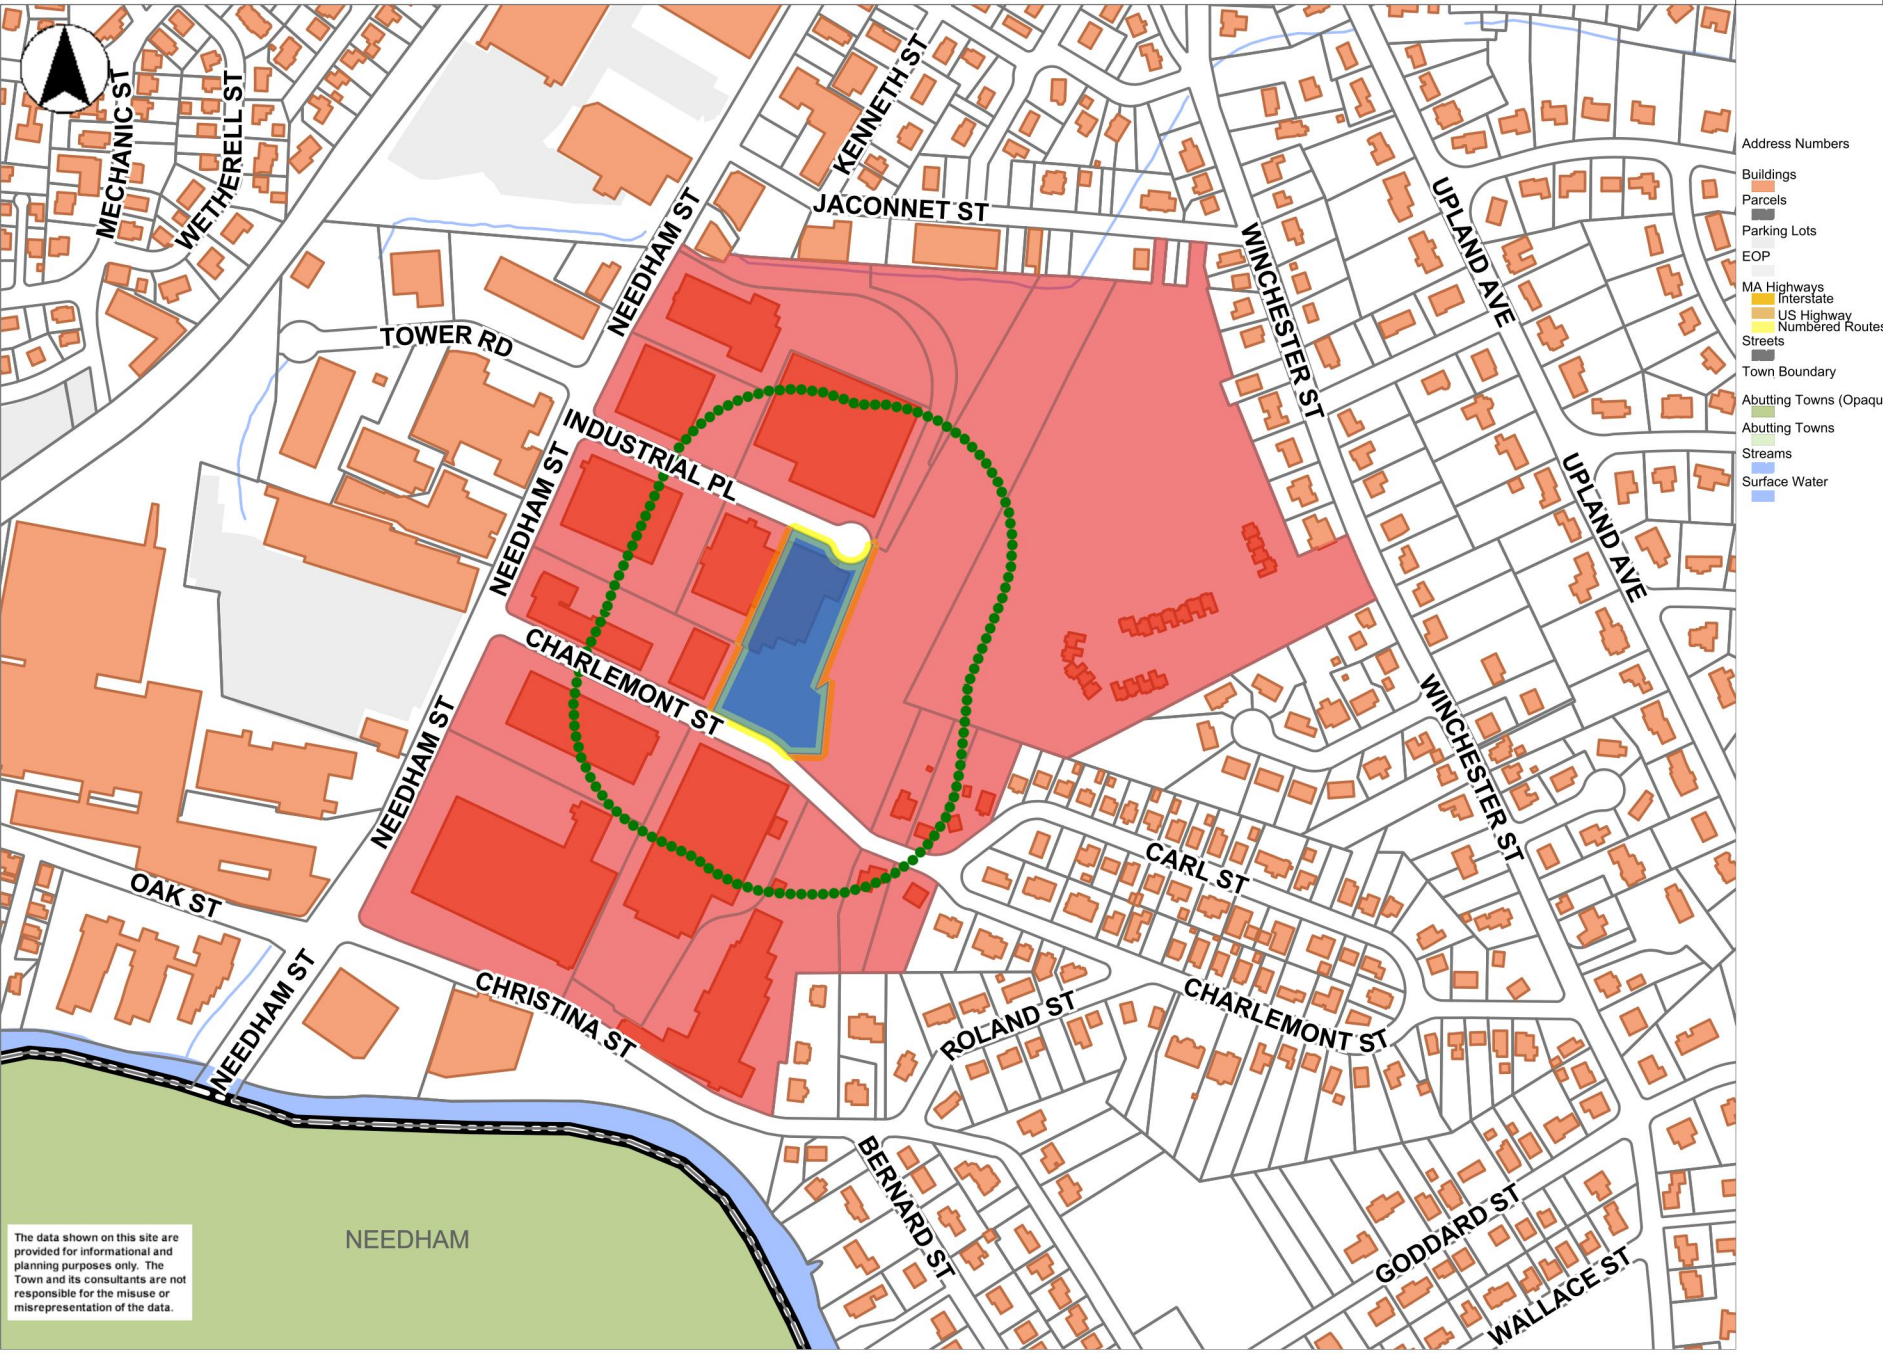 MECHANIC ST
WETHERELL ST
KENNETH ST
JACONNET ST
NEEDHAM ST
TOWER RD
WINCHESTER ST
UPLAND AVE
INDUSTRIAL PL
NEEDHAM ST
UPLAND AVE
CHARLEMONT ST
NEEDHAM ST
WINCHESTER ST
OAK ST
CARL ST
NEEDHAM ST
CHRISTINA ST
ROLAND ST
CHARLEMONT ST
BERNARD ST
GODDARD ST
WALLACE ST
NEEDHAM
The data shown on this site are
provided for informational and
planning purposes only. The
Town and its consultants are not
responsible for the misuse or
misrepresentation of the data.
Address Numbers
Buildings
Parcels
Parking Lots
EOP
MA Highways
Interstate
US Highway
Numbered Routes
Streets
Town Boundary
Abutting Towns (Opaqu
Abutting Towns
Streams
Surface Water